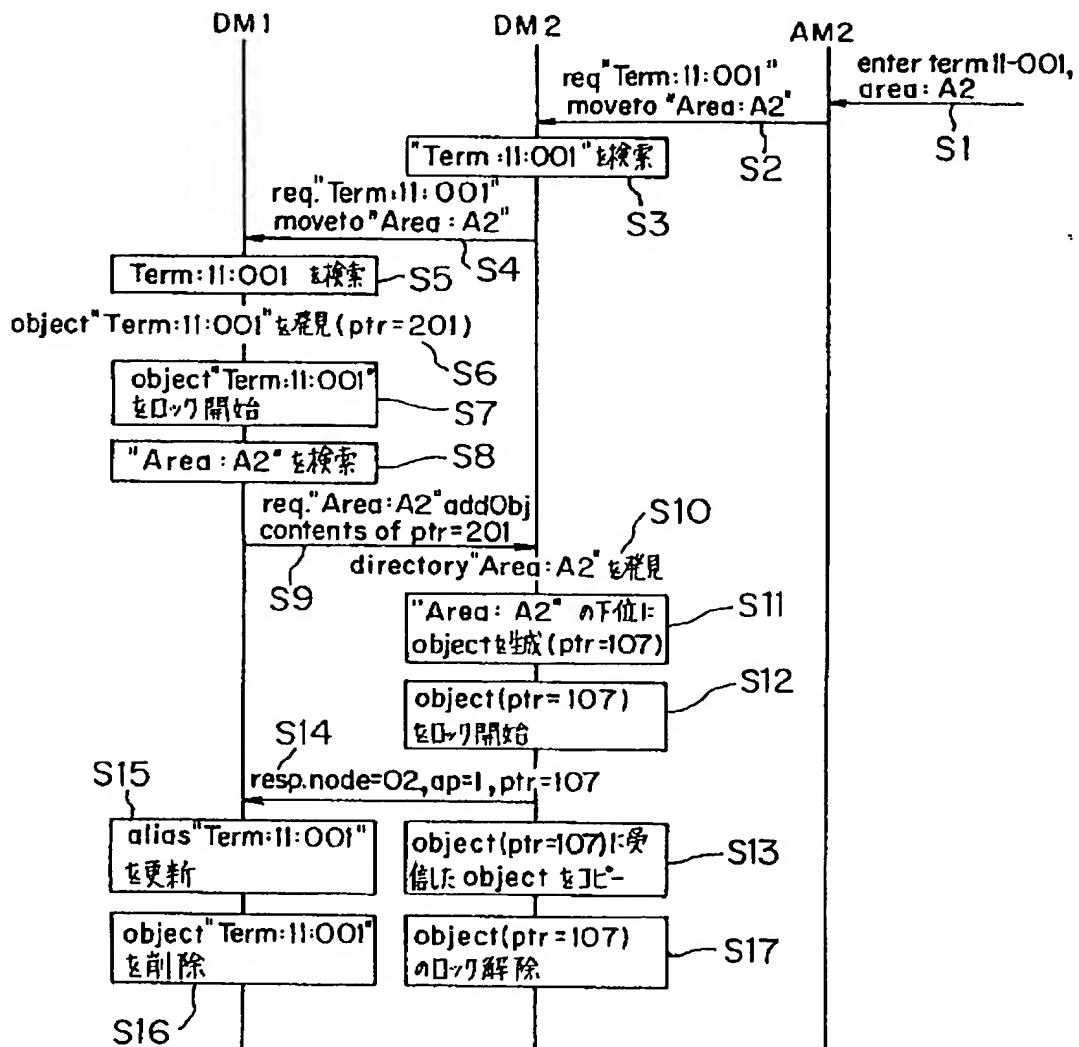 DM1
DM2
AM2
enter term11-001,
area: A2
S1
req"Term:11:001"
moveto "Area:A2"
S2
"Term:11:001"を検索
S3
req."Term:11:001"
moveto "Area:A2"
S4
Term:11:001 を検索
S5
object"Term:11:001"を発見(ptr=201)
S6
object"Term:11:001"
をロック開始
S7
"Area:A2"を検索
S8
req."Area:A2"addObj
contents of ptr=201
S9
S10
directory"Area:A2"を発見
"Area: A2" の下位に
objectを生成(ptr=107)
S11
object(ptr=107)
をロック開始
S12
S14
resp.node=02,ap=1,ptr=107
S15
alias"Term:11:001"
を更新
object(ptr=107)に受
信した objectをコピー
S13
object"Term:11:001"
を削除
S16
object(ptr=107)
のロック解除
S17